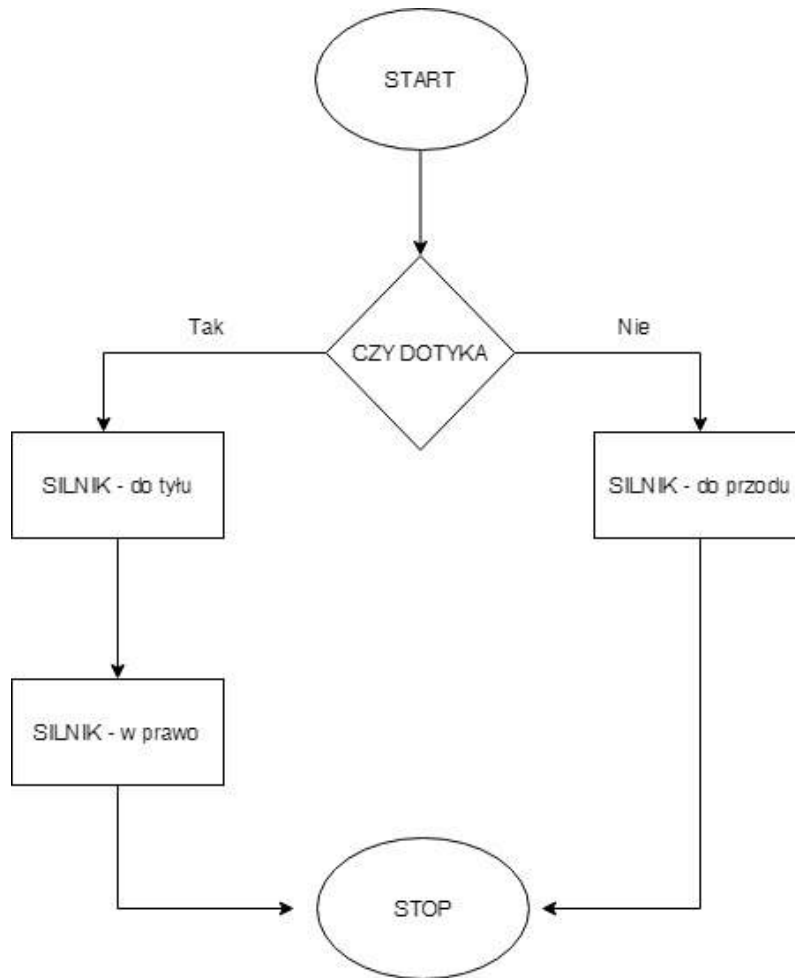 START
CZY DOTYKA
Tak
Nie
SILNIK - do tyłu
SILNIK - do przodu
SILNIK - w prawo
STOP